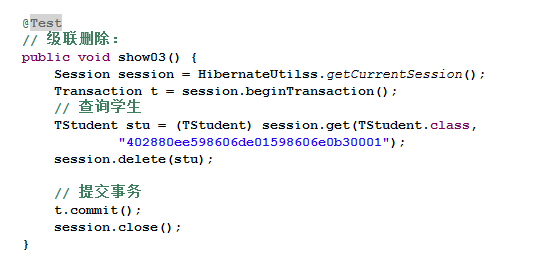 @Test
// 级联删除：
public void show03() {
Session session = HibernateUtilss.getCurrentSession();
Transaction t = session.beginTransaction();
// 查询学生
TStudent stu = (TStudent) session.get(TStudent.class,
"402880ee598606de01598606e0b30001");
session.delete(stu);
// 提交事务
t.commit();
session.close();
}